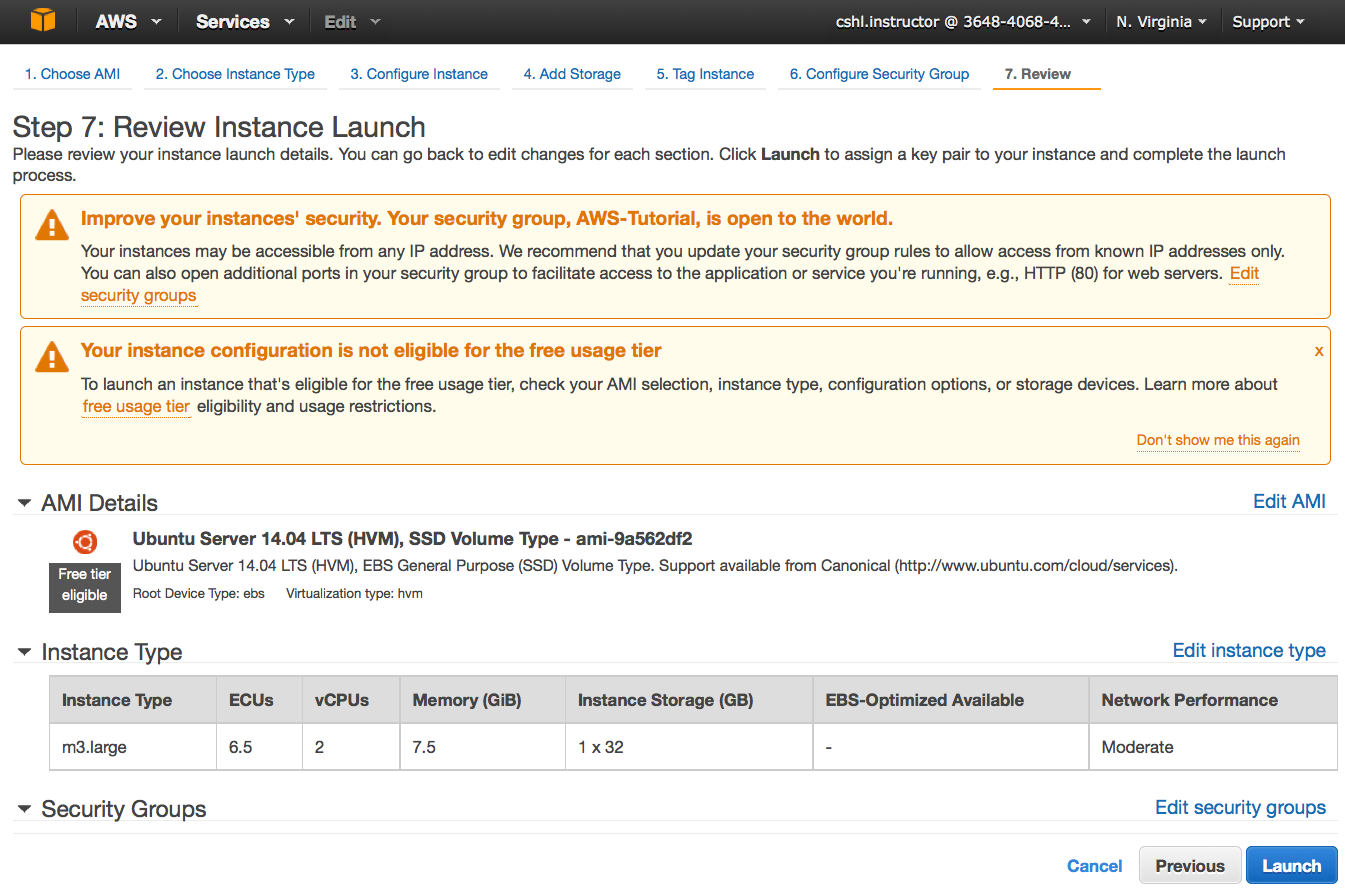 AWS Services Edit cshl.instructor @ 3648-4068-4... N. Virginia Support
1. Choose AMI 2. Choose Instance Type 3. Configure Instance 4. Add Storage 5. Tag Instance 6. Configure Security Group 7. Review
Step 7: Review Instance Launch
Please review your instance launch details. You can go back to edit changes for each section. Click Launch to assign a key pair to your instance and complete the launch
process.
Improve your instances' security. Your security group, AWS-Tutorial, is open to the world.
Your instances may be accessible from any IP address. We recommend that you update your security group rules to allow access from known IP addresses only.
You can also open additional ports in your security group to facilitate access to the application or service you're running, e.g., HTTP (80) for web servers. Edit
security groups
Your instance configuration is not eligible for the free usage tier x
To launch an instance that's eligible for the free usage tier, check your AMI selection, instance type, configuration options, or storage devices. Learn more about
free usage tier eligibility and usage restrictions.
Don't show me this again
AMI Details Edit AMI
Ubuntu Server 14.04 LTS (HVM), SSD Volume Type - ami-9a562df2
Free tier
eligible
Ubuntu Server 14.04 LTS (HVM), EBS General Purpose (SSD) Volume Type. Support available from Canonical (http://www.ubuntu.com/cloud/services).
Root Device Type: ebs Virtualization type: hvm
Instance Type Edit instance type
Instance Type ECUs vCPUs Memory (GiB) Instance Storage (GB) EBS-Optimized Available Network Performance
m3.large 6.5 2 7.5 1 x 32 - Moderate
Security Groups Edit security groups
Cancel Previous Launch